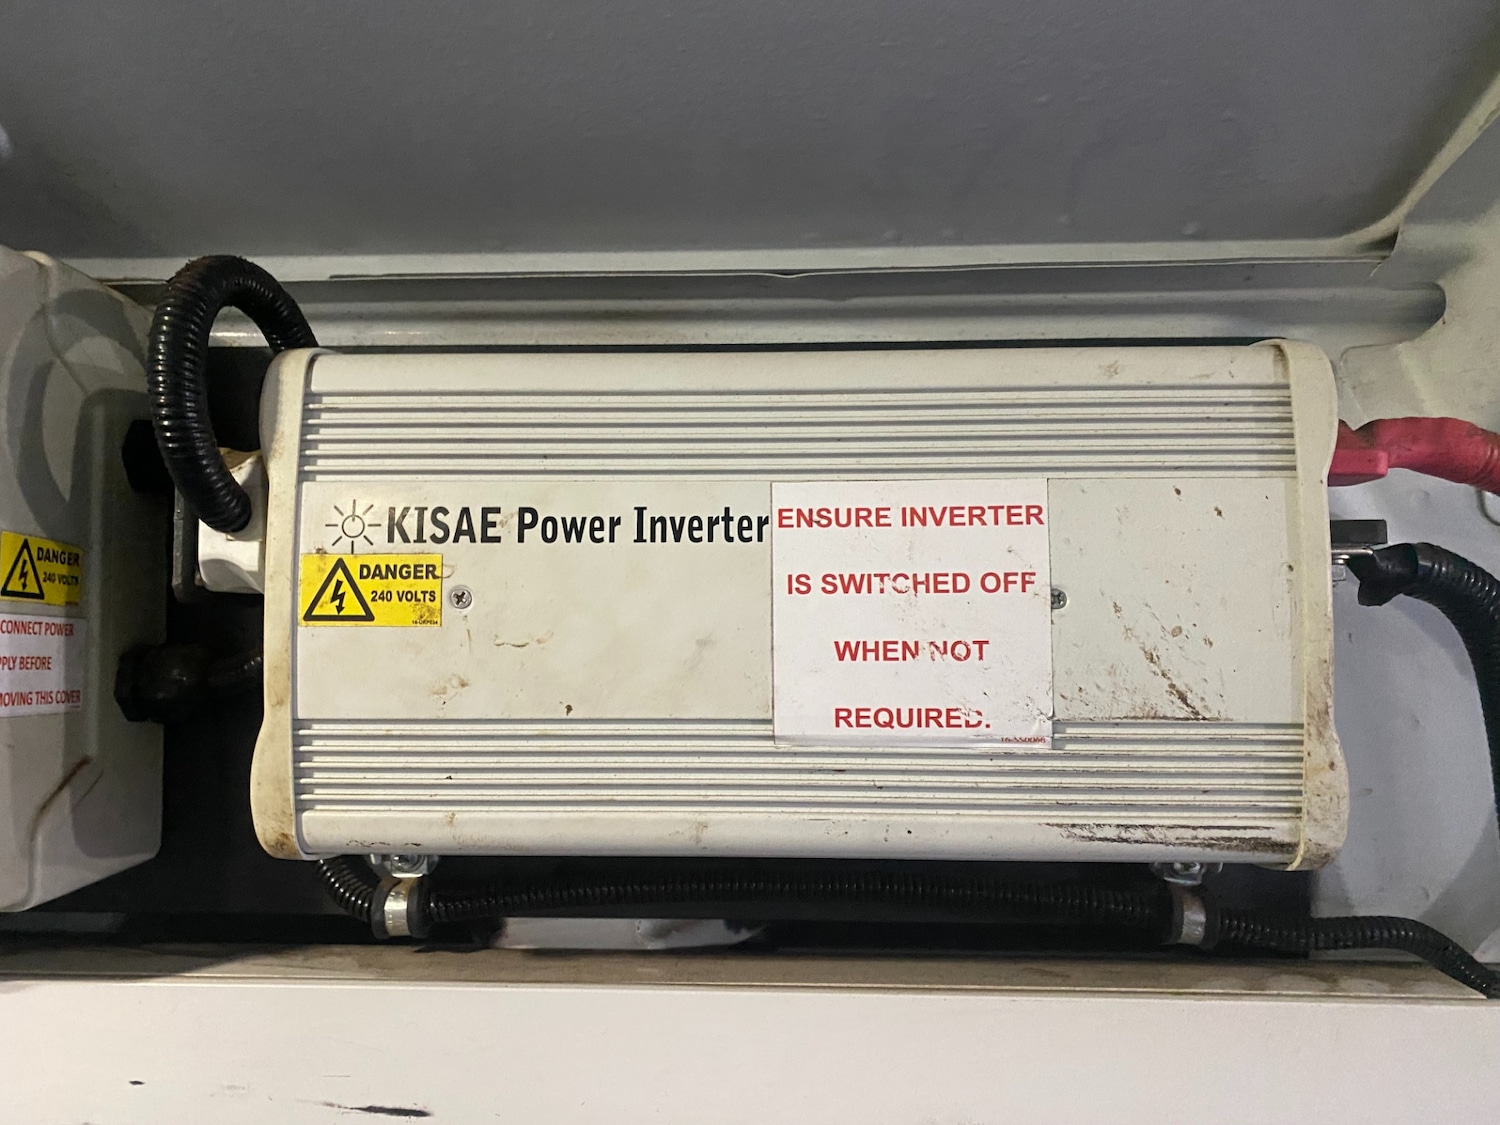 KISAE Power Inverter
DANGER
240 VOLTS
ENSURE INVERTER
IS SWITCHED OFF
WHEN NOT
REQUIRED.
DANGER
240 VOLTS
CONNECT POWER
PLY BEFORE
MOVING THIS COVER